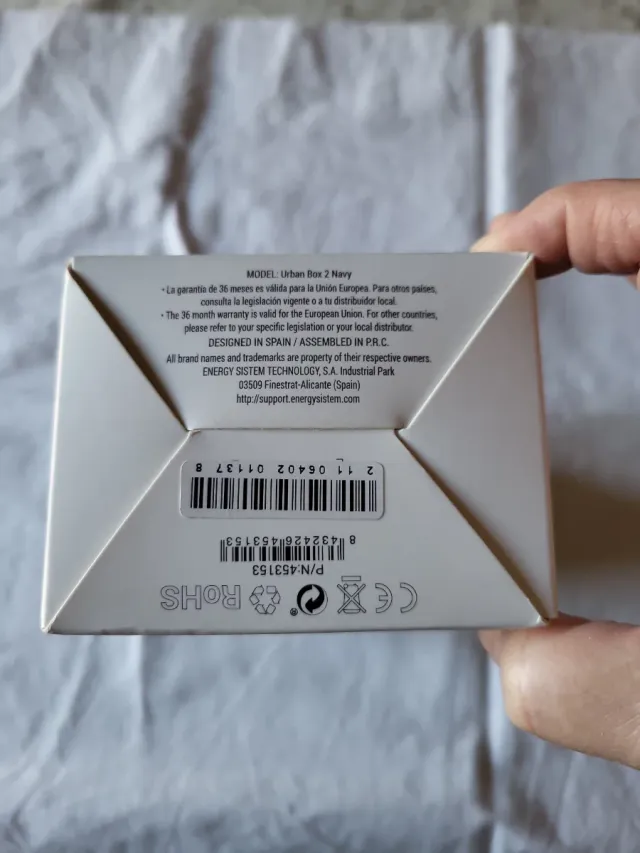 MODEL: Urban Box 2 Navy
• La garantía de 36 meses es válida para la Unión Europea. Para otros países,
consulta la legislación vigente o a tu distribuidor local.
• The 36 month warranty is valid for the European Union. For other countries,
please refer to your specific legislation or your local distributor.
DESIGNED IN SPAIN / ASSEMBLED IN P.R.C.
All brand names and trademarks are property of their respective owners.
ENERGY SISTEM TECHNOLOGY, S.A. Industrial Park
03509 Finestrat-Alicante (Spain)
http://support.energysistem.com
2 11 06402 01137 8
8 432426 453153
P/N:453153
CE ® RoHS